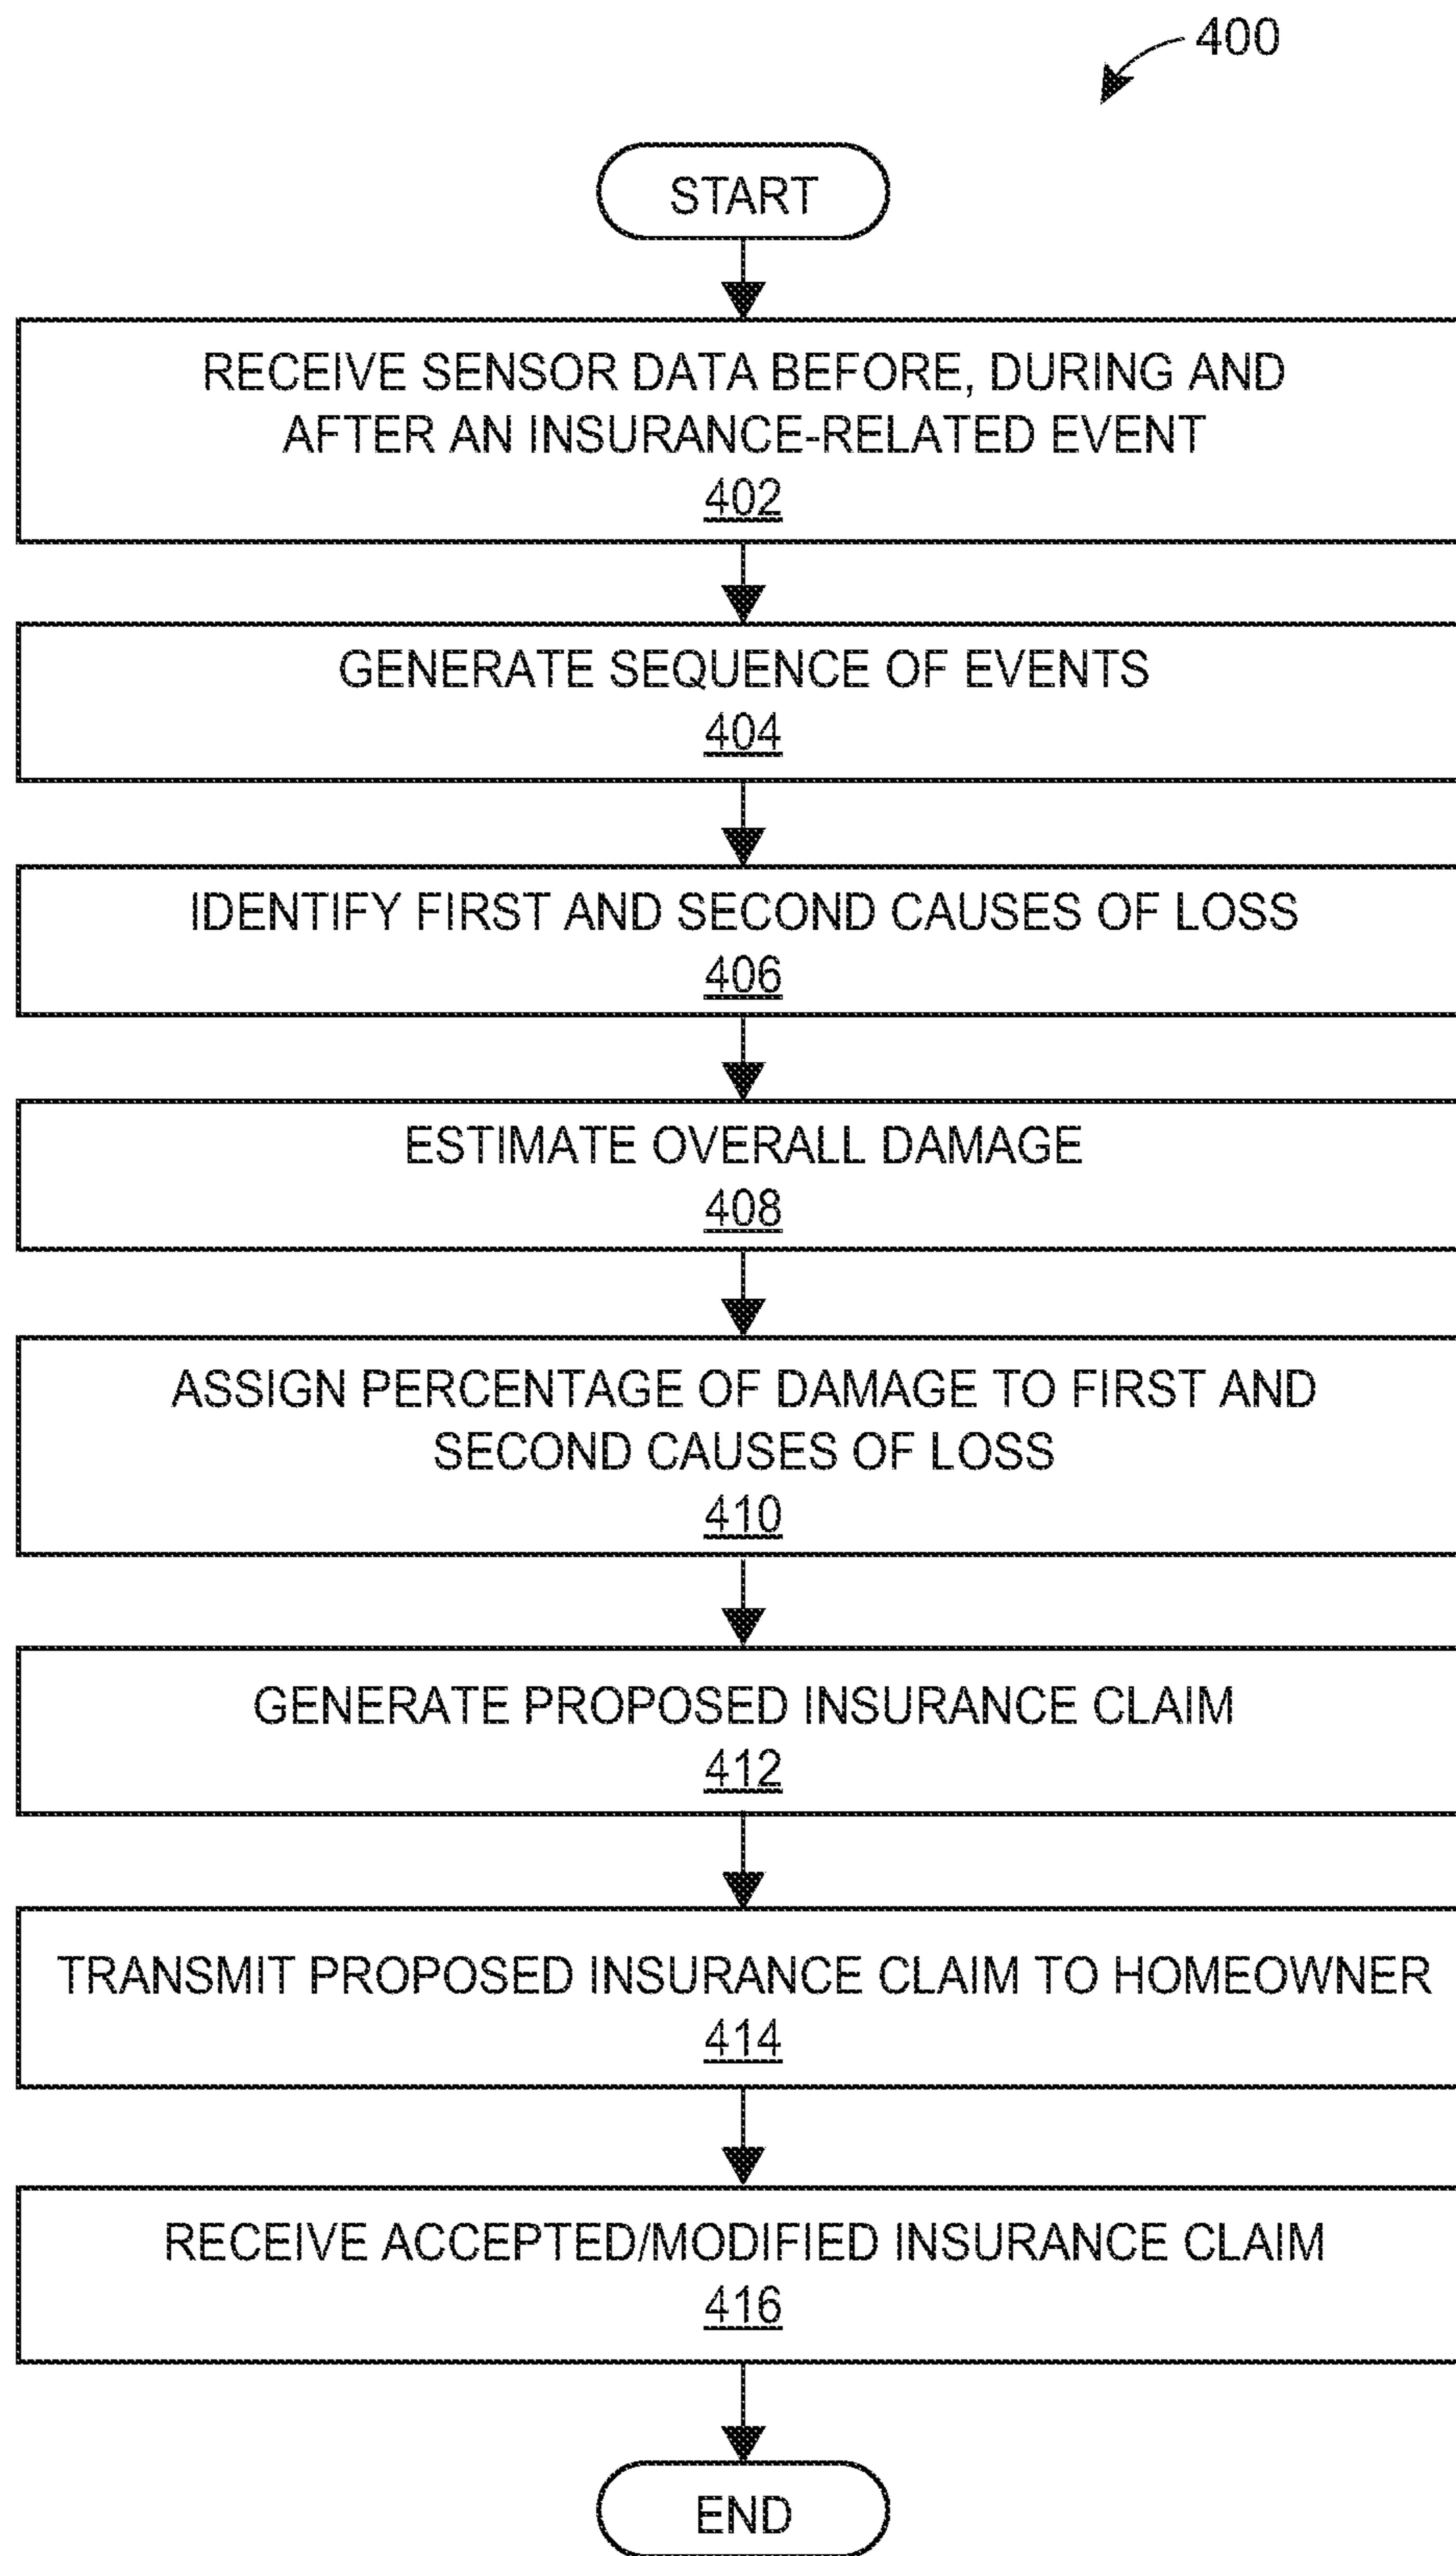 400
START
RECEIVE SENSOR DATA BEFORE, DURING AND
AFTER AN INSURANCE-RELATED EVENT
402
GENERATE SEQUENCE OF EVENTS
404
IDENTIFY FIRST AND SECOND CAUSES OF LOSS
406
ESTIMATE OVERALL DAMAGE
408
ASSIGN PERCENTAGE OF DAMAGE TO FIRST AND
SECOND CAUSES OF LOSS
410
GENERATE PROPOSED INSURANCE CLAIM
412
TRANSMIT PROPOSED INSURANCE CLAIM TO HOMEOWNER
414
RECEIVE ACCEPTED/MODIFIED INSURANCE CLAIM
416
END